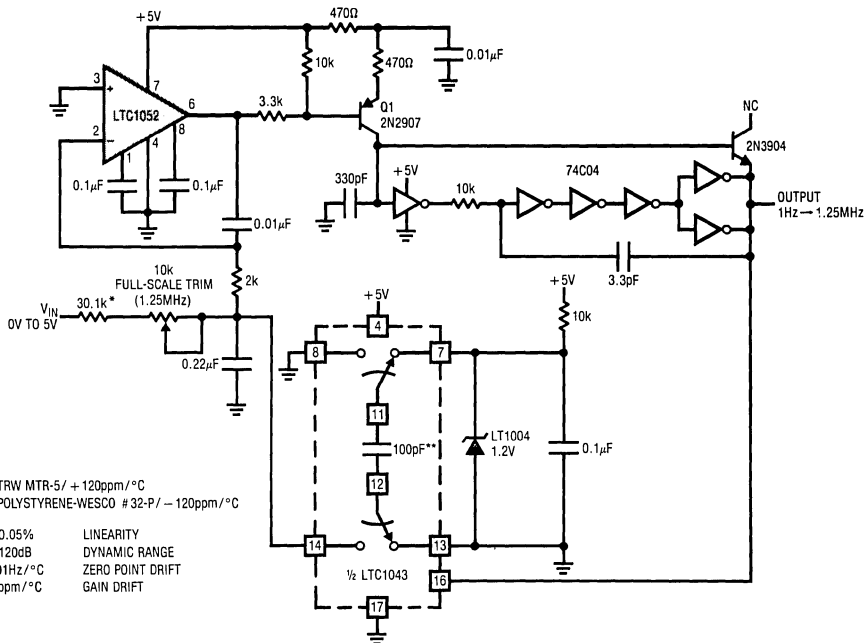 +5V
470Ω
10k
470Ω
0.01µF
3
+
7
LTC1052
6
3.3k
Q1
2N2907
NC
2
−
8
1
4
2N3904
0.1µF
0.1µF
330pF
+5V
10k
74C04
OUTPUT
1Hz→1.25MHz
0.01µF
3.3pF
10k
FULL-SCALE TRIM
(1.25MHz)
2k
+5V
VIN
0V TO 5V
30.1k*
+5V
10k
4
8
7
0.22µF
11
100pF**
LT1004
1.2V
0.1µF
12
TRW MTR-5/+120ppm/°C
POLYSTYRENE-WESCO #32-P/−120ppm/°C
0.05% LINEARITY
120dB DYNAMIC RANGE
Hz/°C ZERO POINT DRIFT
ppm/°C GAIN DRIFT
14
13
½ LTC1043
16
17